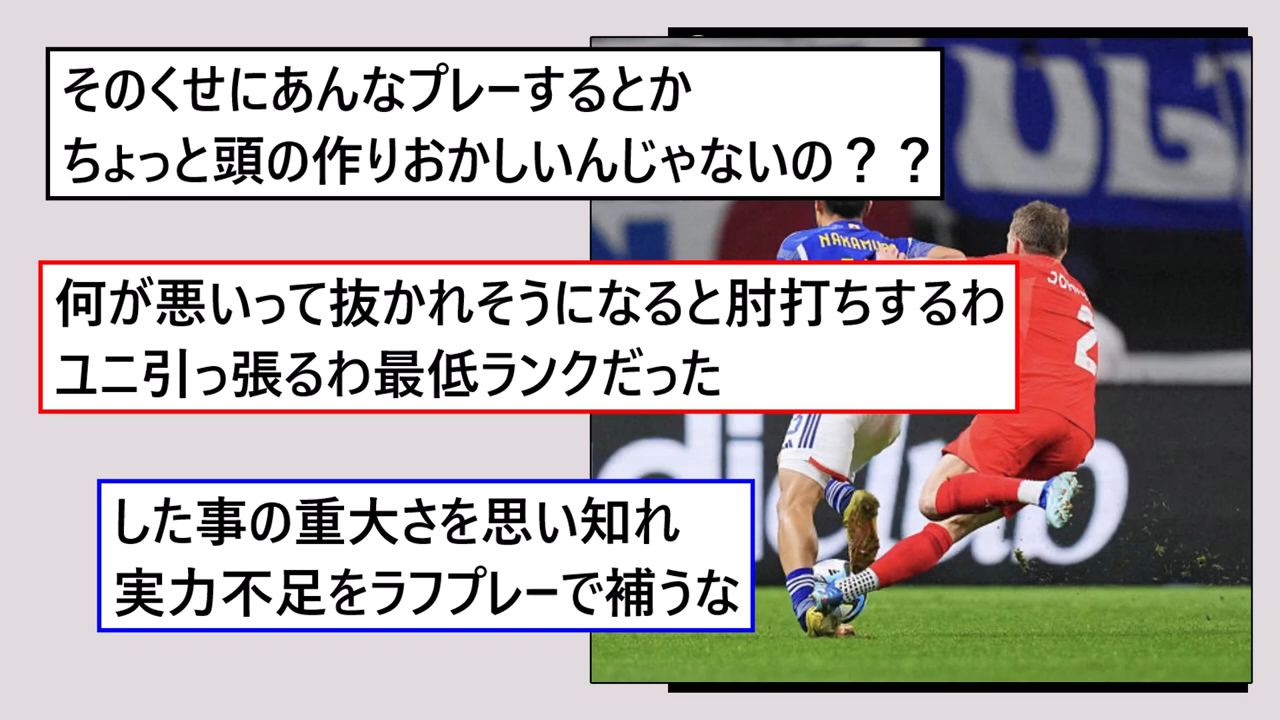 そのくせにあんなプレーするとか
ちょっと頭の作りおかしいんじゃないの？？
何が悪いって抜かれそうになると肘打ちするわ
ユニ引っ張るわ最低ランクだった
した事の重大さを思い知れ
実力不足をラフプレーで補うな
NAKAMURA
2